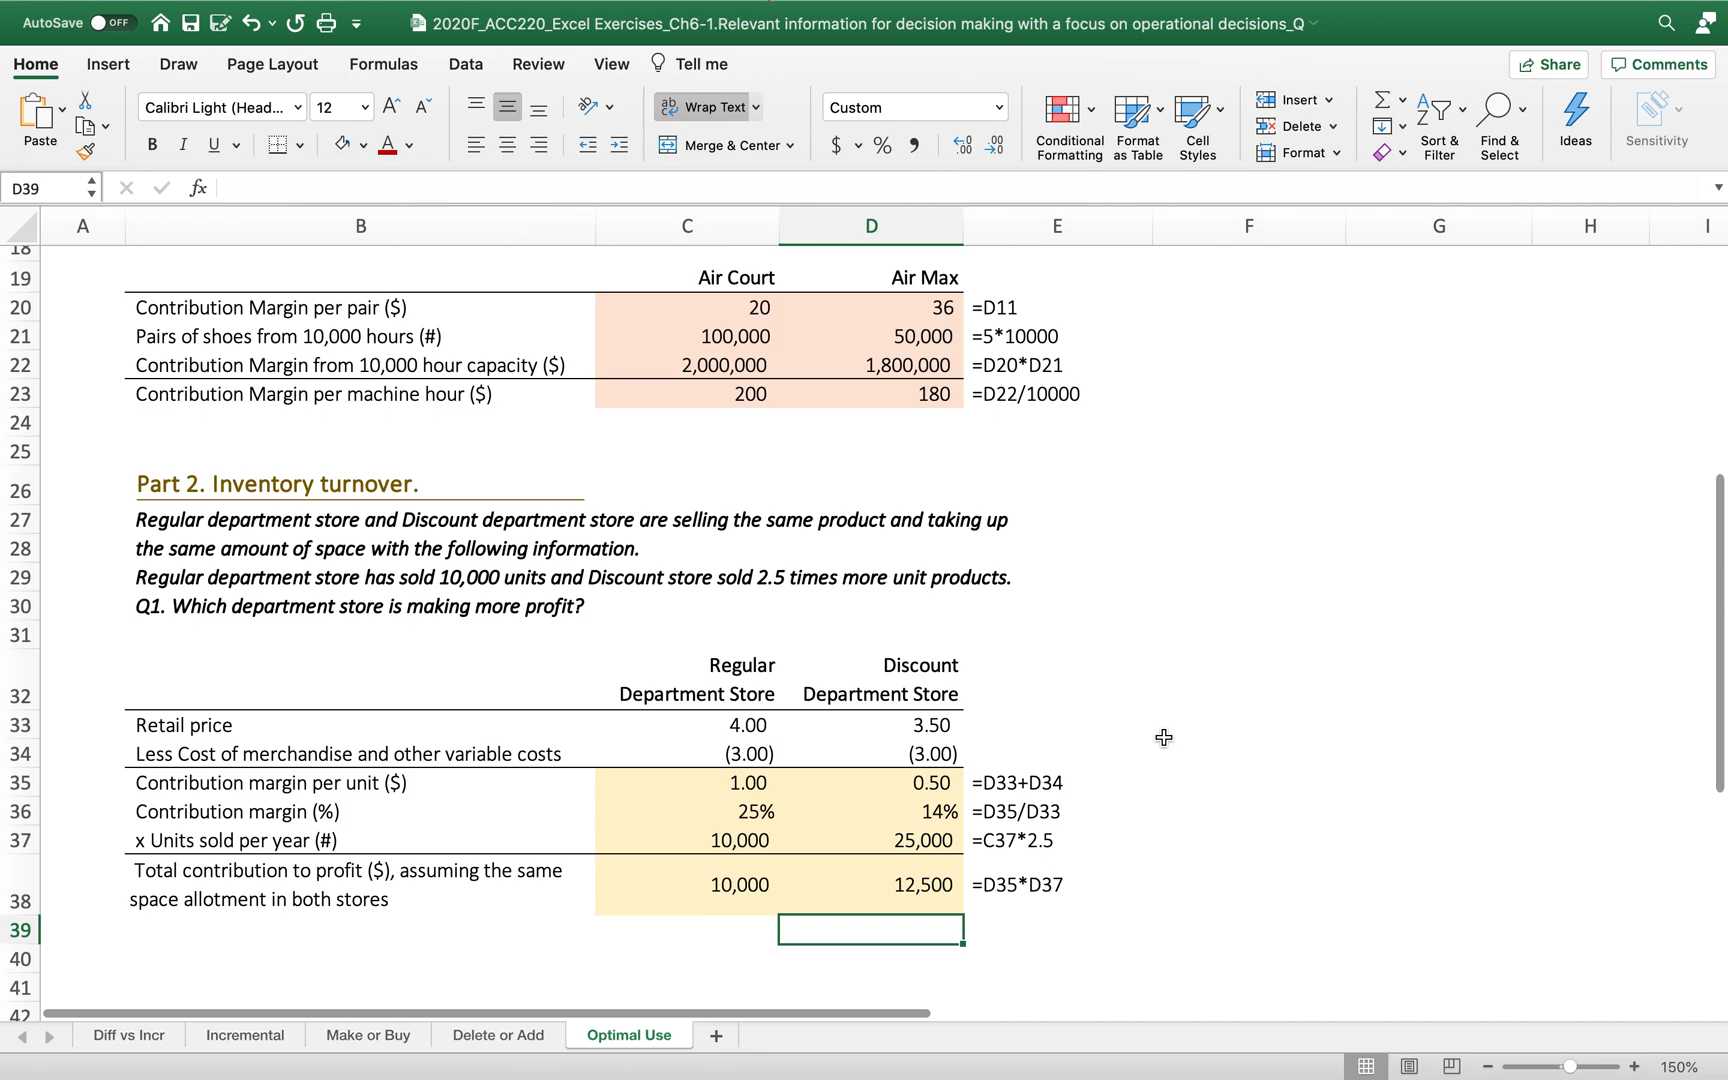 AutoSave OFF 2020F_ACC220_Excel Exercises_Ch6-1.Relevant information for decision making with a focus on operational decisions_Q
Home Insert Draw Page Layout Formulas Data Review View Tell me Share Comments
Paste Calibri Light (Head... 12 A^ A˅ Wrap Text Custom Insert
B I U A Merge & Center $ % Conditional Formatting Format as Table Cell Styles Delete Format Sort & Filter Find & Select Ideas Sensitivity
D39 fx
A B C D E F G H I
18
19 Air Court Air Max
20 Contribution Margin per pair ($) 20 36 =D11
21 Pairs of shoes from 10,000 hours (#) 100,000 50,000 =5*10000
22 Contribution Margin from 10,000 hour capacity ($) 2,000,000 1,800,000 =D20*D21
23 Contribution Margin per machine hour ($) 200 180 =D22/10000
24
25
26 Part 2. Inventory turnover.
27 Regular department store and Discount department store are selling the same product and taking up
28 the same amount of space with the following information.
29 Regular department store has sold 10,000 units and Discount store sold 2.5 times more unit products.
30 Q1. Which department store is making more profit?
31
Regular Discount
32 Department Store Department Store
33 Retail price 4.00 3.50
34 Less Cost of merchandise and other variable costs (3.00) (3.00)
35 Contribution margin per unit ($) 1.00 0.50 =D33+D34
36 Contribution margin (%) 25% 14% =D35/D33
37 x Units sold per year (#) 10,000 25,000 =C37*2.5
Total contribution to profit ($), assuming the same
38 space allotment in both stores 10,000 12,500 =D35*D37
39
40
41
42
Diff vs Incr Incremental Make or Buy Delete or Add Optimal Use +
150%